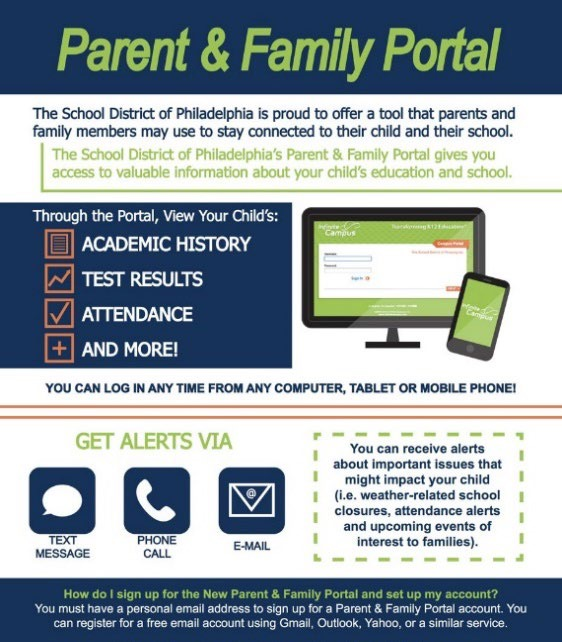 Parent & Family Portal
The School District of Philadelphia is proud to offer a tool that parents and
family members may use to stay connected to their child and their school.
The School District of Philadelphia's Parent & Family Portal gives you
access to valuable information about your child's education and school.
Through the Portal, View Your Child's:
ACADEMIC HISTORY
TEST RESULTS
ATTENDANCE
AND MORE!
Infinite
Campus
Transforming K12 Education
Campus Portal
The School District of Philadelphia
Username
Password
Sign In
Infinite
Campus
YOU CAN LOG IN ANY TIME FROM ANY COMPUTER, TABLET OR MOBILE PHONE!
GET ALERTS VIA
TEXT
MESSAGE
PHONE
CALL
@
E-MAIL
You can receive alerts
about important issues that
might impact your child
(i.e. weather-related school
closures, attendance alerts
and upcoming events of
interest to families).
How do I sign up for the New Parent & Family Portal and set up my account?
You must have a personal email address to sign up for a Parent & Family Portal account. You
can register for a free email account using Gmail, Outlook, Yahoo, or a similar service.